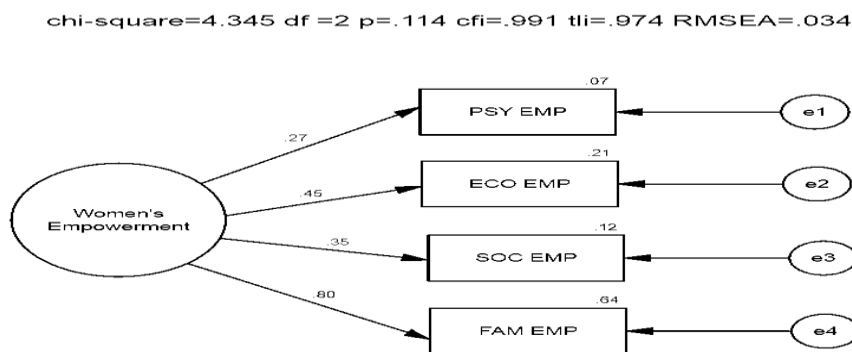 chi-square=4.345 df =2 p=.114 cfi=.991 tli=.974 RMSEA=.034
.07
PSY EMP
e1
.27
.21
ECO EMP
e2
.45
Women's
Empowerment
.12
SOC EMP
e3
.35
.80
.64
FAM EMP
e4